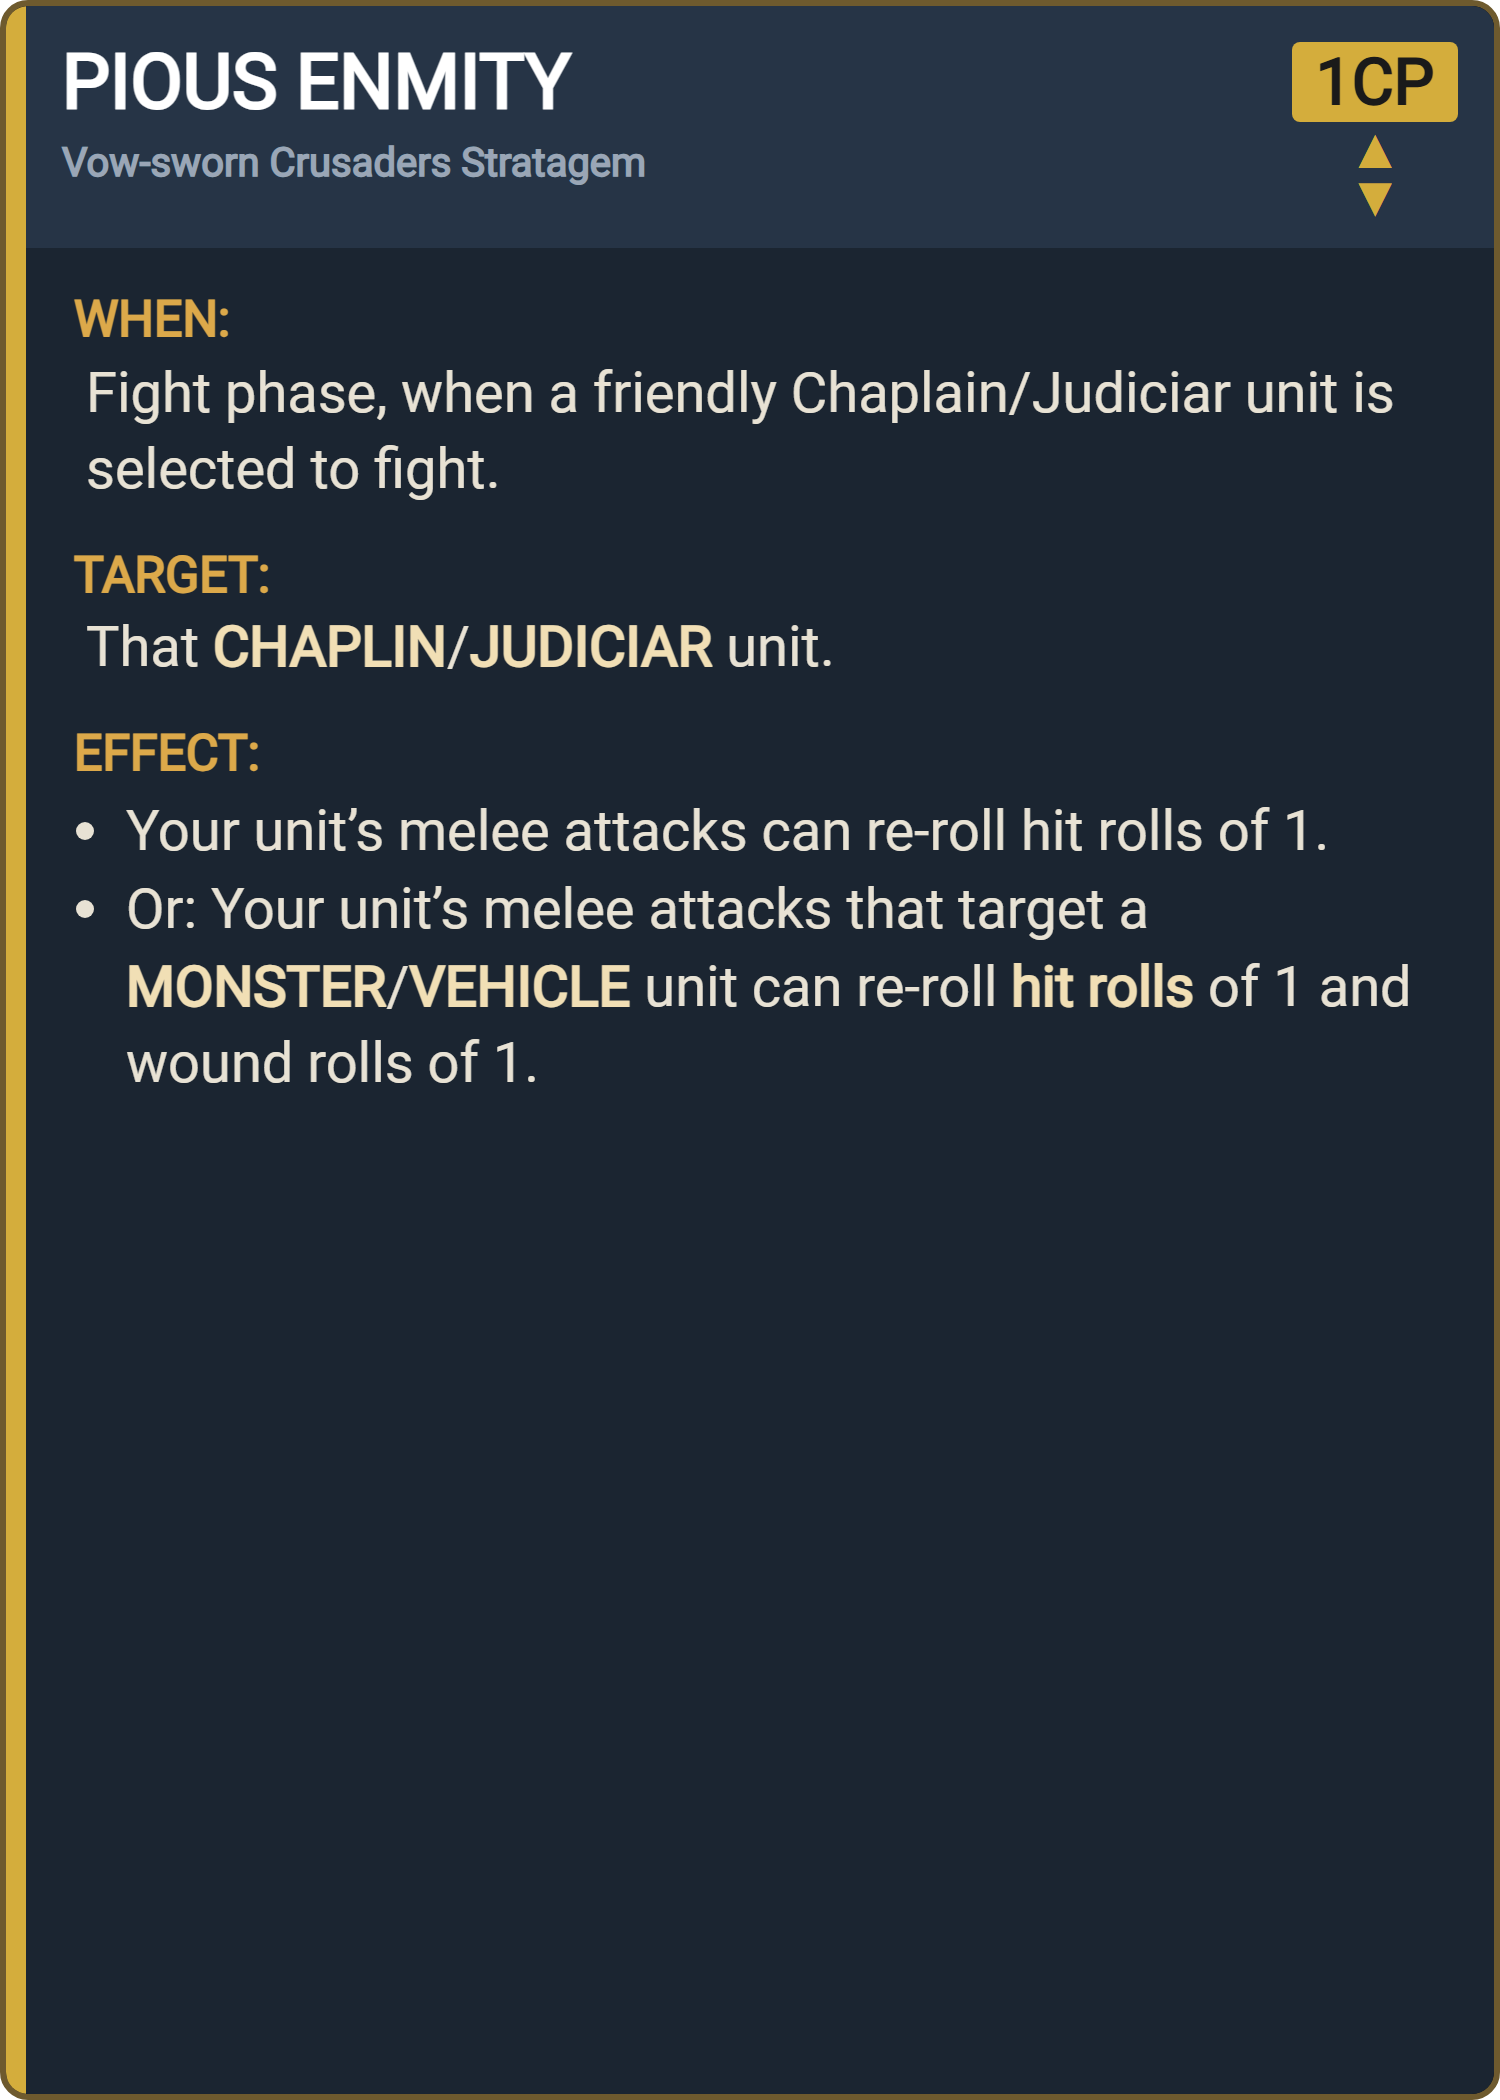 PIOUS ENMITY
1CP
Vow-sworn Crusaders Stratagem
▲
▼
WHEN:
Fight phase, when a friendly Chaplain/Judiciar unit is
selected to fight.
TARGET:
That CHAPLIN/JUDICIAR unit.
EFFECT:
• Your unit’s melee attacks can re-roll hit rolls of 1.
• Or: Your unit’s melee attacks that target a
MONSTER/VEHICLE unit can re-roll hit rolls of 1 and
wound rolls of 1.